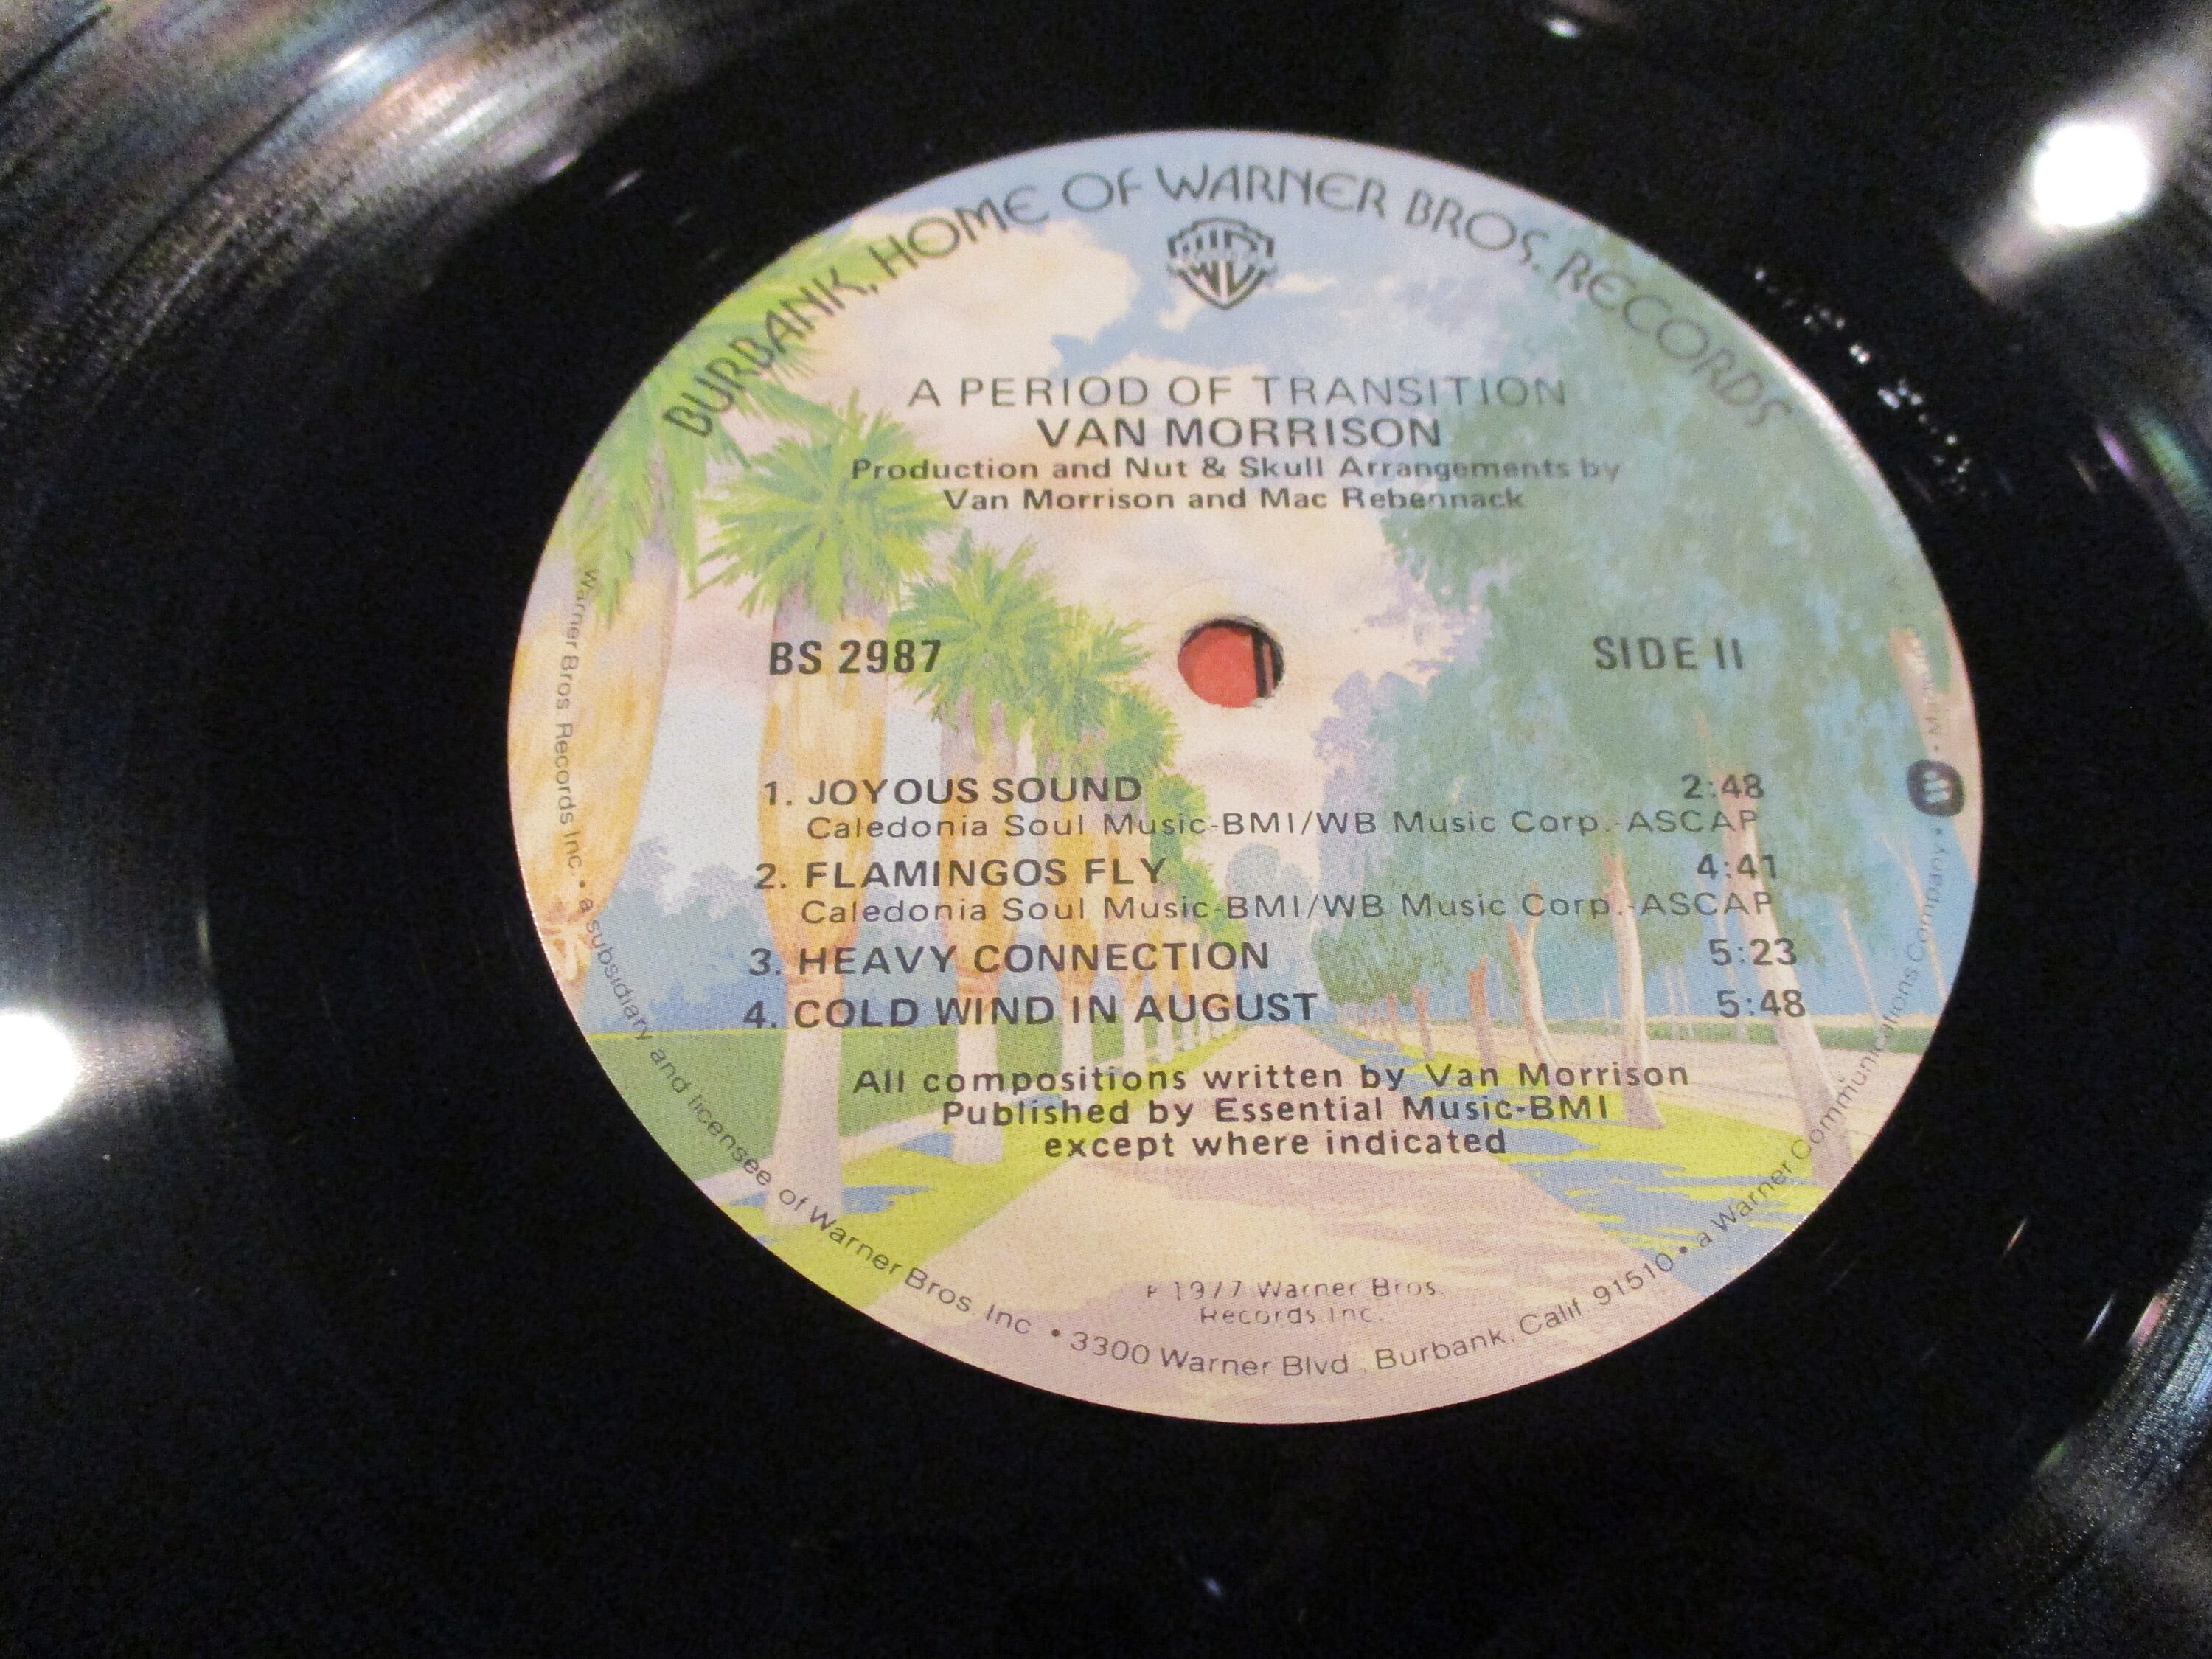 BURBANK, HOME OF WARNER BROS. RECORDS
A PERIOD OF TRANSITION
VAN MORRISON
Production and Nut & Skull Arrangements by
Van Morrison and Mac Rebennack
BS 2987
SIDE II
1. JOYOUS SOUND 2:48
Caledonia Soul Music-BMI/WB Music Corp.-ASCAP
2. FLAMINGOS FLY 4:41
Caledonia Soul Music-BMI/WB Music Corp.-ASCAP
3. HEAVY CONNECTION 5:23
4. COLD WIND IN AUGUST 5:48
All compositions written by Van Morrison
Published by Essential Music-BMI
except where indicated
℗ 1977 Warner Bros.
Records Inc.
Warner Bros. Records Inc. • a subsidiary and licensee of Warner Bros. Inc • 3300 Warner Blvd., Burbank, Calif. 91510 • a Warner Communications Company •